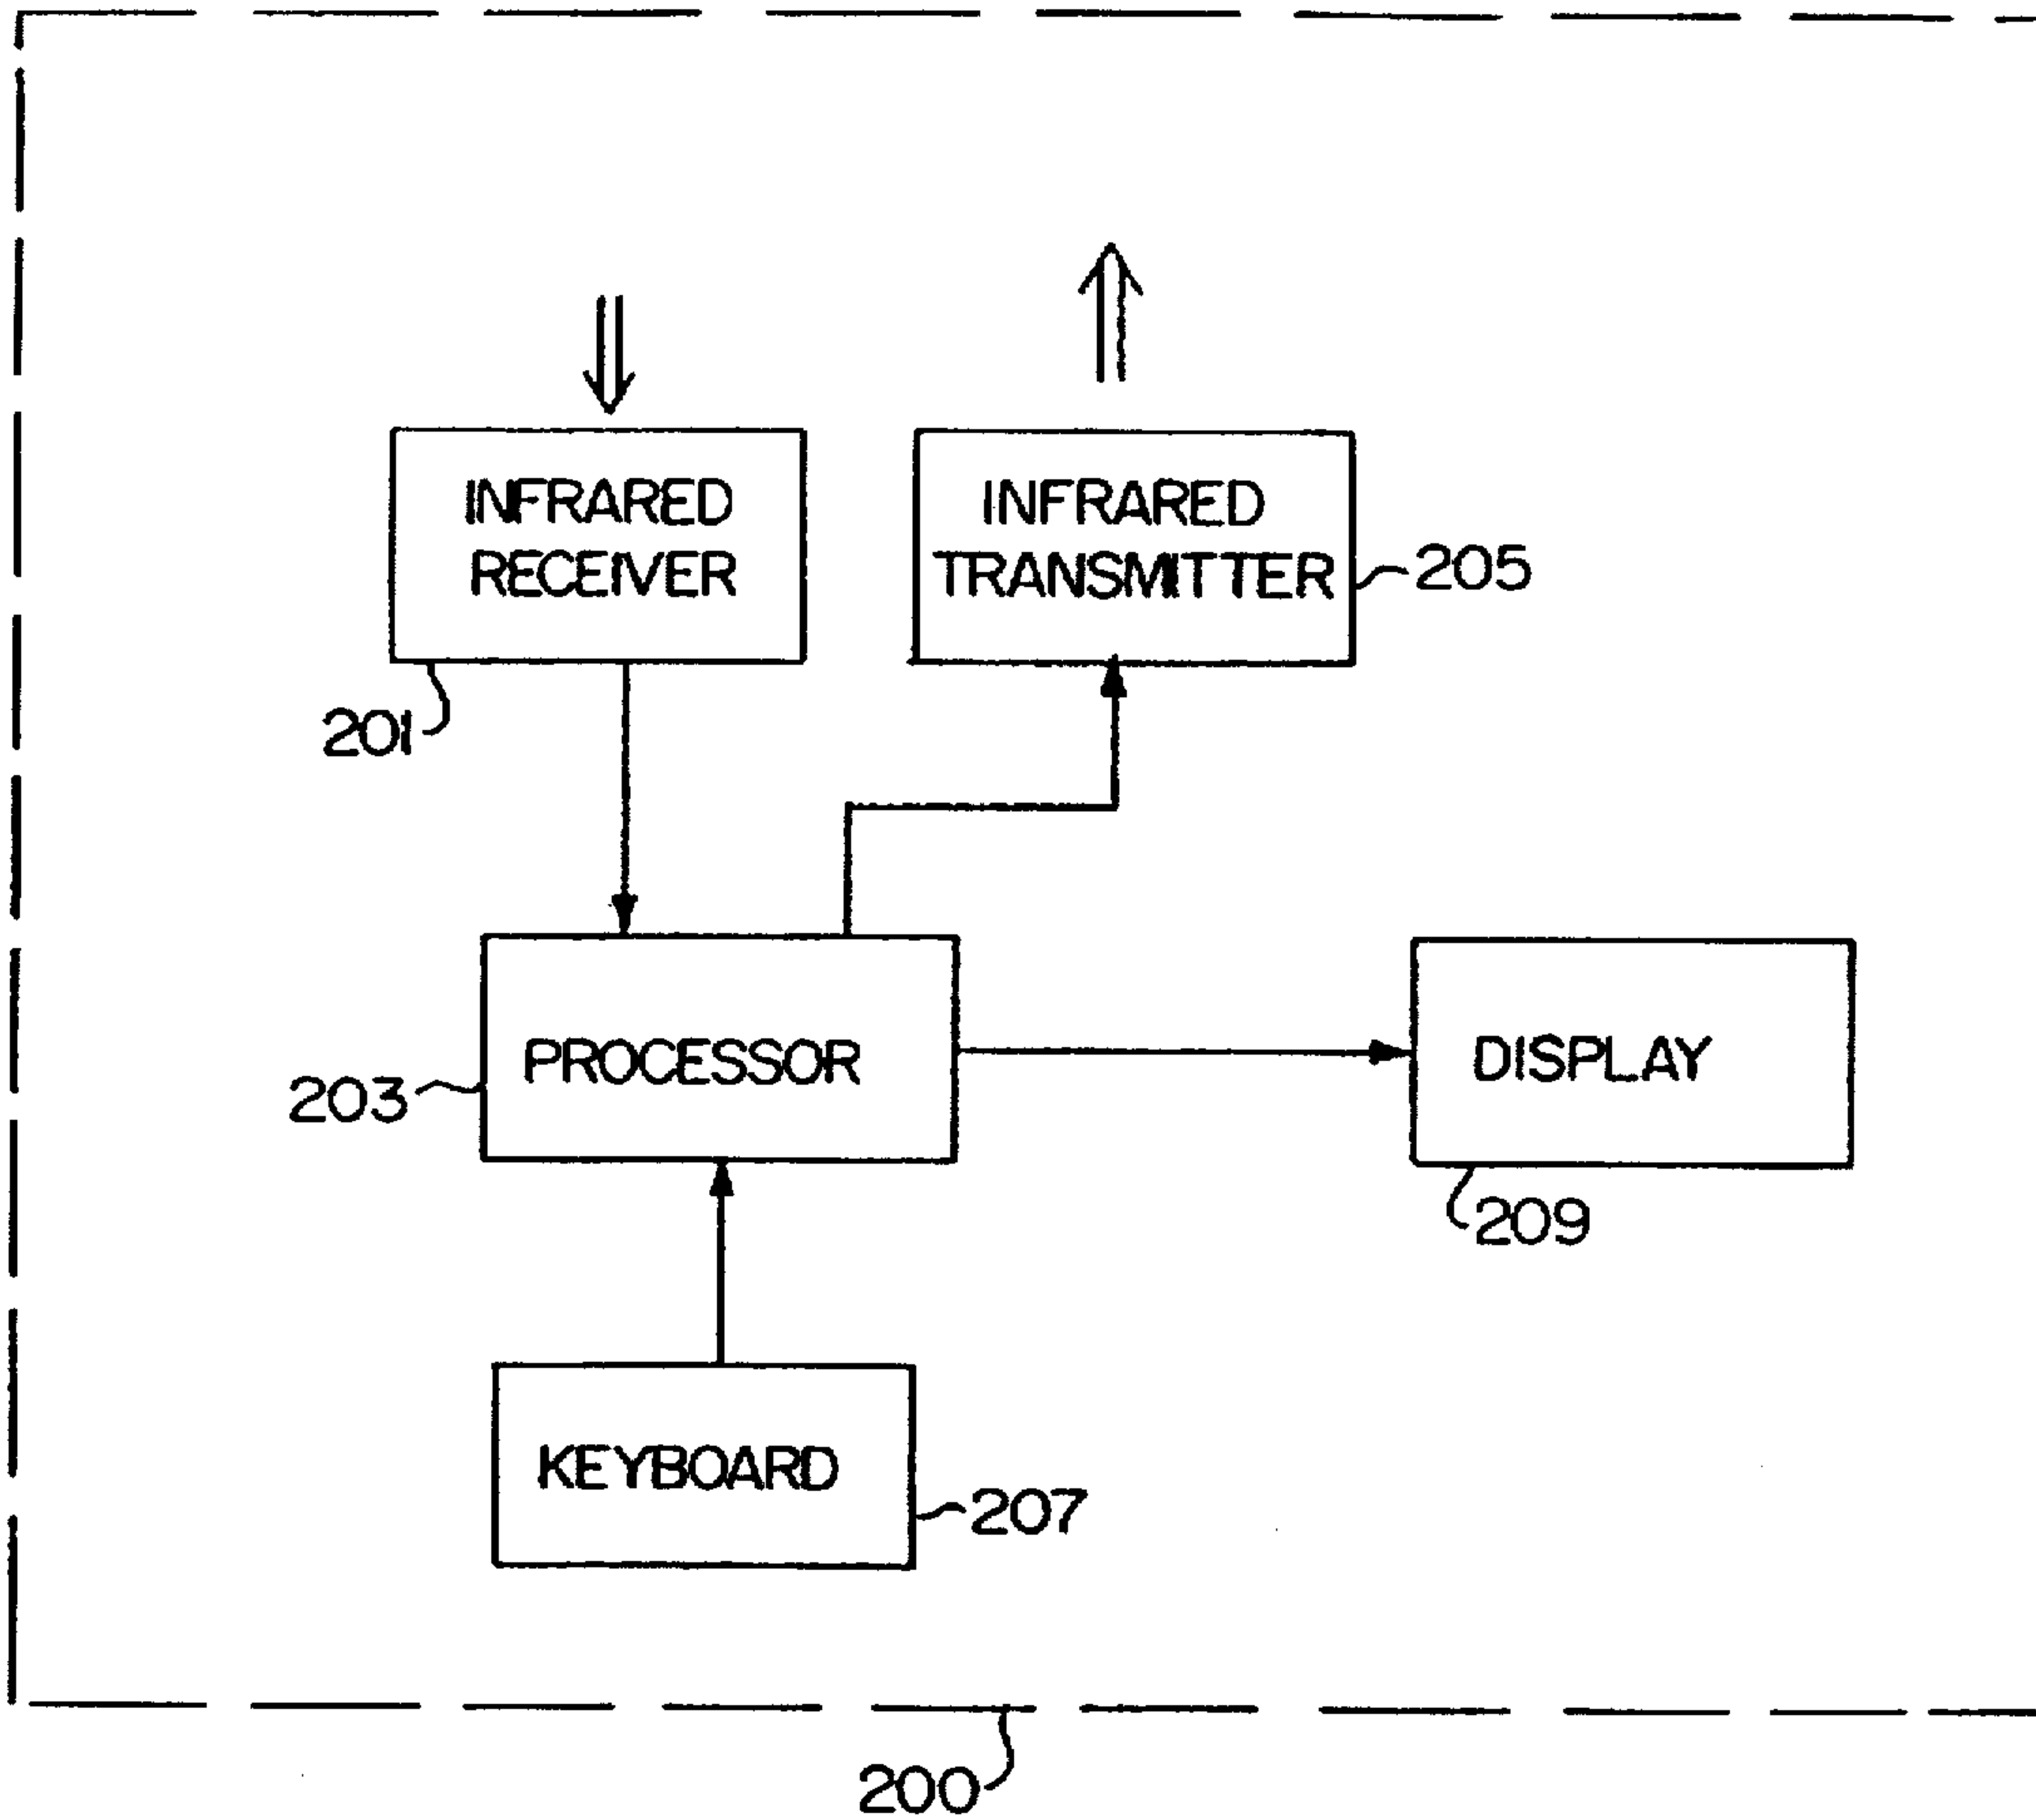 INFRARED
RECEIVER
201
INFRARED
TRANSMITTER
205
PROCESSOR
203
DISPLAY
209
KEYBOARD
207
200